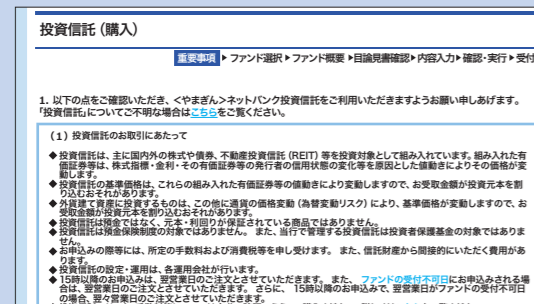 投資信託（購入）
重要事項 ▶ ファンド選択 ▶ ファンド概要 ▶ 目論見書確認 ▶ 内容入力 ▶ 確認・実行 ▶ 受付
1. 以下の点をご確認いただき、<やまぎん>ネットバンク投資信託をご利用いただきますようお願い申しあげます。
「投資信託」についてご不明な場合はこちらをご覧ください。
(1) 投資信託のお取引にあたって
◆ 投資信託は、主に国内外の株式や債券、不動産投資信託（REIT）等を投資対象として組み入れています。組み入れた有
価証券等は、株式指標・金利・その有価証券等の発行者の信用状態の変化等を原因とした値動きによりその価格が変
動します。
◆ 投資信託の基準価格は、これらの組み入れた有価証券等の値動きにより変動しますので、お受取金額が投資元本を割
り込むおそれがあります。
◆ 外貨建て資産に投資するものは、この他に通貨の価格変動（為替変動リスク）により、基準価格が変動しますので、お
受取金額が投資元本を割り込むおそれがあります。
◆ 投資信託は預金ではなく、元本・利回りが保証されている商品ではありません。
◆ 投資信託は預金保険制度の対象ではありません。 また、当行で管理する投資信託は投資者保護基金の対象ではありま
せん。
◆ お申込みの際には、所定の手数料および消費税等を申し受けます。 また、信託財産から間接的にいただく費用があ
ります。
◆ 投資信託の設定・運用は、各運用会社が行います。
◆ 15時以降のお申込みは、翌営業日のご注文とさせていただきます。 また、 ファンドの受付不可日にお申込みされる場
合は、翌営業日のご注文とさせていただきます。 さらに、 15時以降のお申込みで、翌営業日がファンドの受付不可日
の場合、翌々営業日のご注文とさせていただきます。